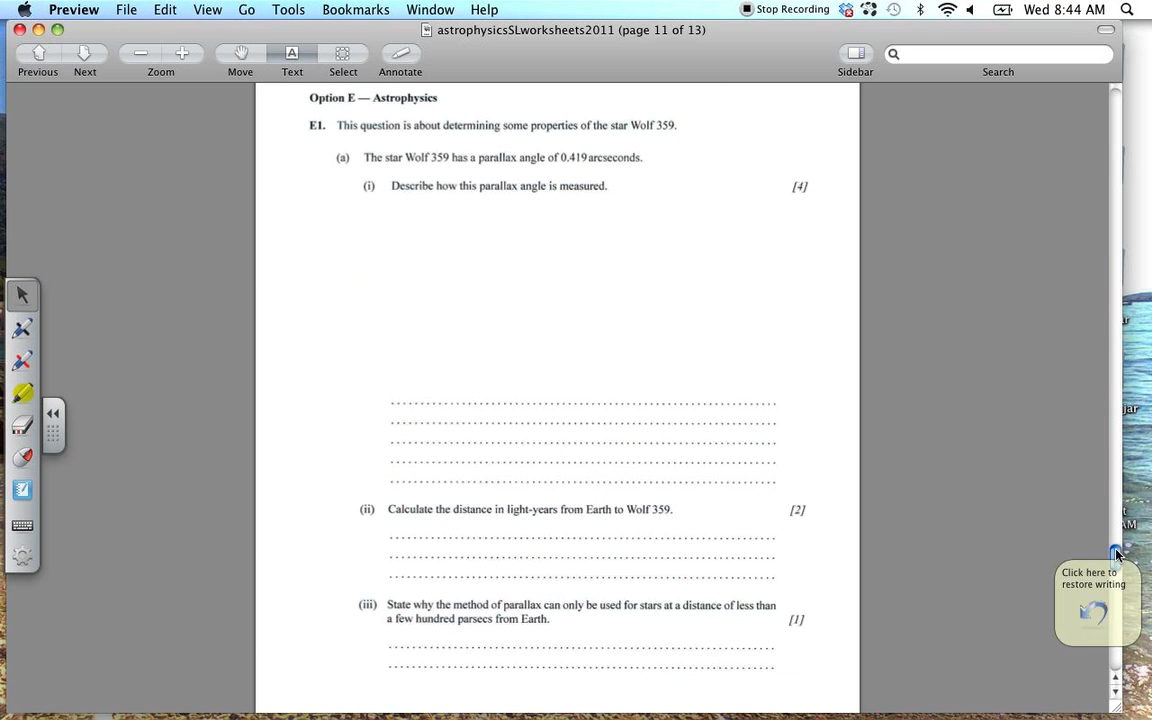 Preview File Edit View Go Tools Bookmarks Window Help Stop Recording Wed 8:44 AM
astrophysicsSLworksheets2011 (page 11 of 13)
Previous Next Zoom Move Text Select Annotate Sidebar Search
Option E — Astrophysics
E1. This question is about determining some properties of the star Wolf 359.
(a) The star Wolf 359 has a parallax angle of 0.419 arcseconds.
(i) Describe how this parallax angle is measured. [4]
(ii) Calculate the distance in light-years from Earth to Wolf 359. [2]
(iii) State why the method of parallax can only be used for stars at a distance of less than
a few hundred parsecs from Earth. [1]
Click here to
restore writing